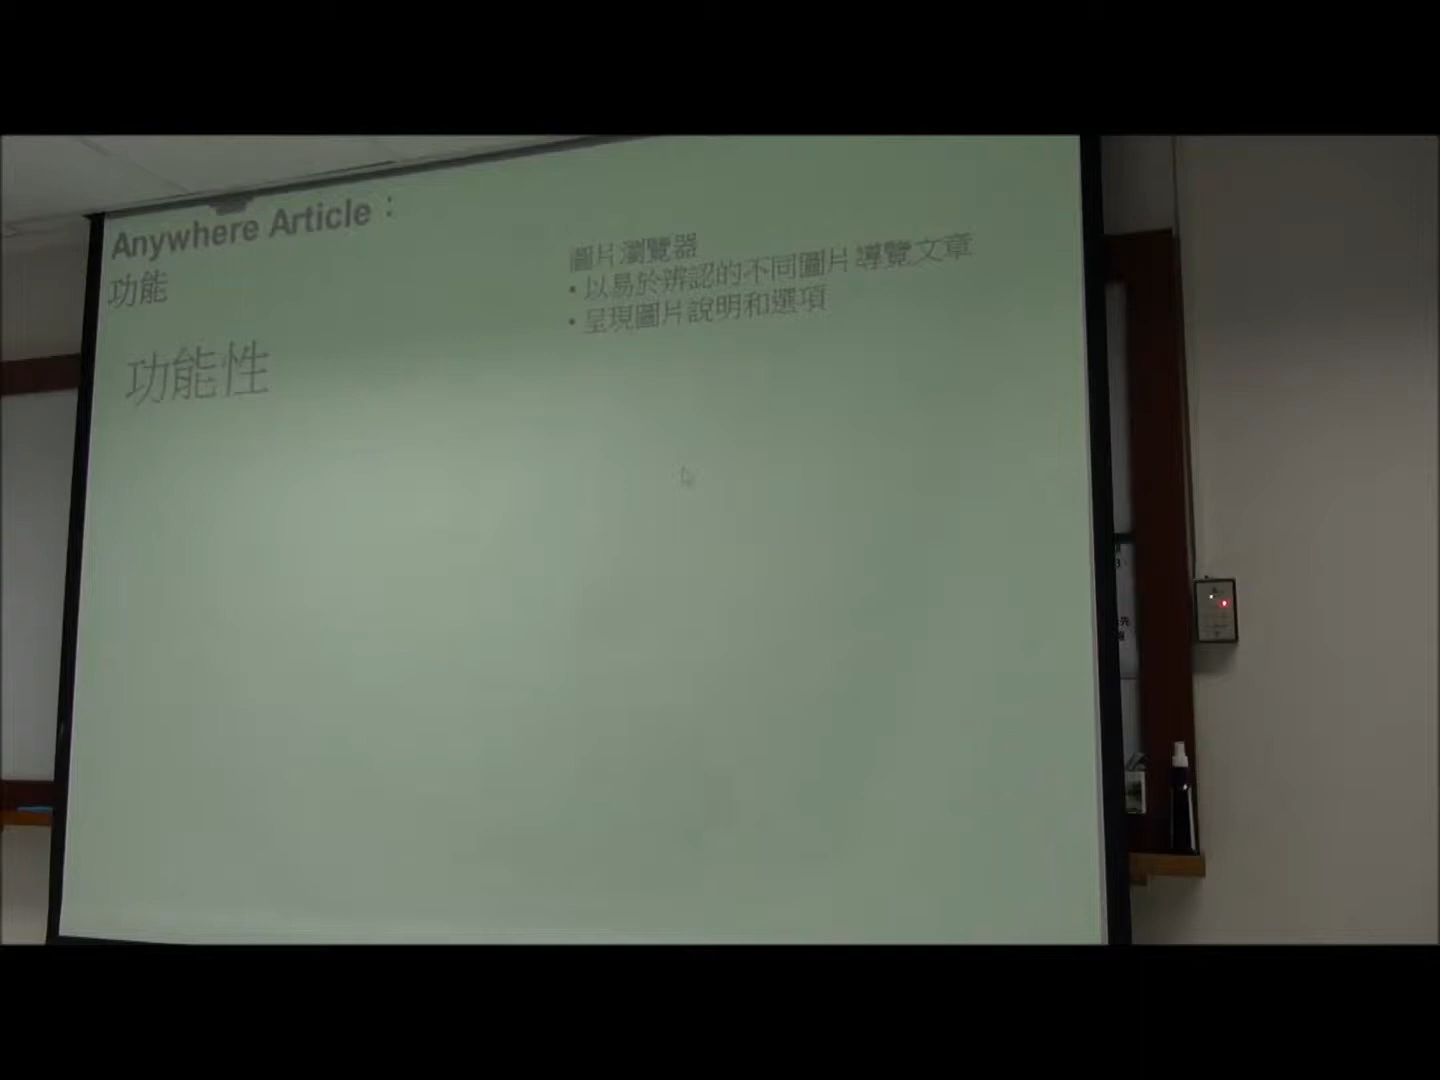 Anywhere Article：
功能
功能性
圖片瀏覽器
• 以易於辨認的不同圖片導覽文章
• 呈現圖片說明和選項